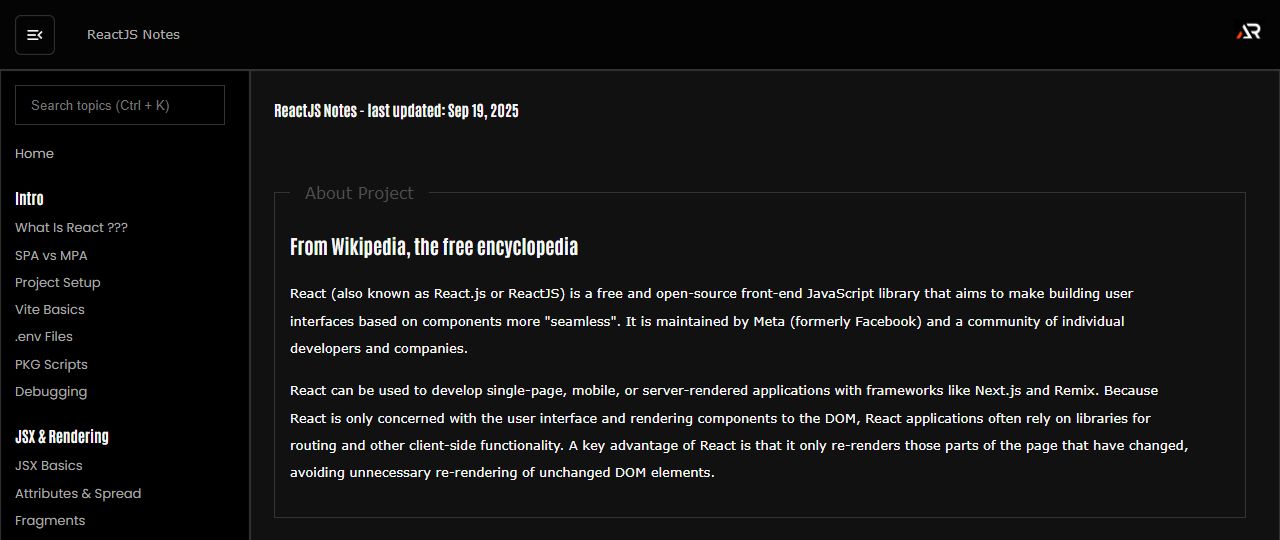 ReactJS Notes
AR
Search topics (Ctrl + K)
Home
Intro
What Is React ???
SPA vs MPA
Project Setup
Vite Basics
.env Files
PKG Scripts
Debugging
JSX & Rendering
JSX Basics
Attributes & Spread
Fragments
ReactJS Notes - last updated: Sep 19, 2025
About Project
From Wikipedia, the free encyclopedia
React (also known as React.js or ReactJS) is a free and open-source front-end JavaScript library that aims to make building user
interfaces based on components more "seamless". It is maintained by Meta (formerly Facebook) and a community of individual
developers and companies.
React can be used to develop single-page, mobile, or server-rendered applications with frameworks like Next.js and Remix. Because
React is only concerned with the user interface and rendering components to the DOM, React applications often rely on libraries for
routing and other client-side functionality. A key advantage of React is that it only re-renders those parts of the page that have changed,
avoiding unnecessary re-rendering of unchanged DOM elements.